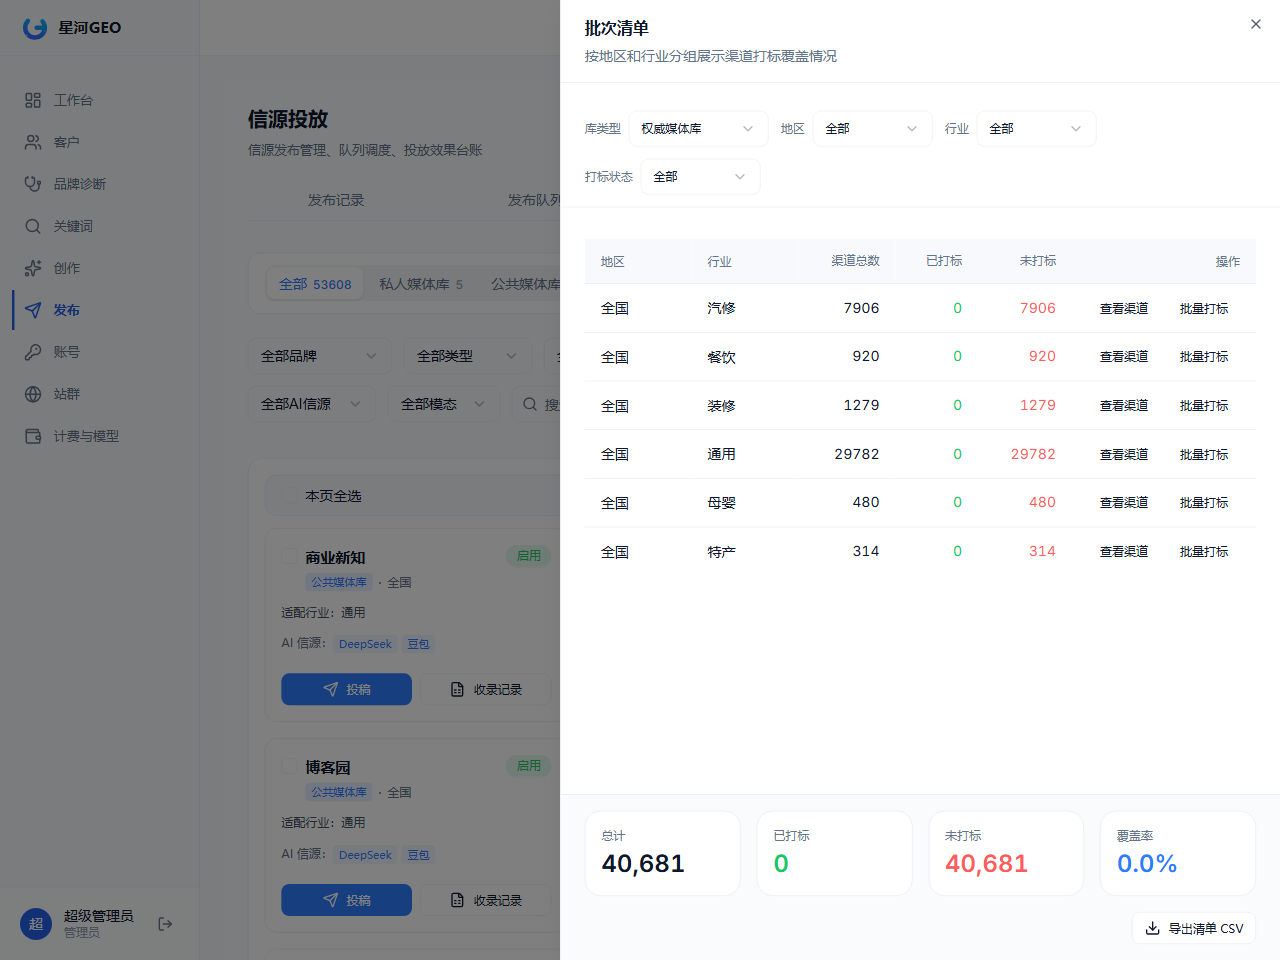 星河GEO
工作台
客户
品牌诊断
关键词
创作
发布
账号
站群
计费与模型
超 超级管理员
管理员
信源投放
信源发布管理、队列调度、投放效果台账
发布记录 发布队列
全部 53608 私人媒体库 5 公共媒体库
全部品牌 全部类型
全部AI信源 全部模态
本页全选
商业新知 启用
公共媒体库 · 全国
适配行业: 通用
AI 信源: DeepSeek 豆包
投稿 收录记录
博客园 启用
公共媒体库 · 全国
适配行业: 通用
AI 信源: DeepSeek 豆包
投稿 收录记录
批次清单
按地区和行业分组展示渠道打标覆盖情况
库类型 权威媒体库 地区 全部 行业 全部
打标状态 全部
地区 行业 渠道总数 已打标 未打标 操作
全国 汽修 7906 0 7906 查看渠道 批量打标
全国 餐饮 920 0 920 查看渠道 批量打标
全国 装修 1279 0 1279 查看渠道 批量打标
全国 通用 29782 0 29782 查看渠道 批量打标
全国 母婴 480 0 480 查看渠道 批量打标
全国 特产 314 0 314 查看渠道 批量打标
总计 已打标 未打标 覆盖率
40,681 0 40,681 0.0%
导出清单 CSV